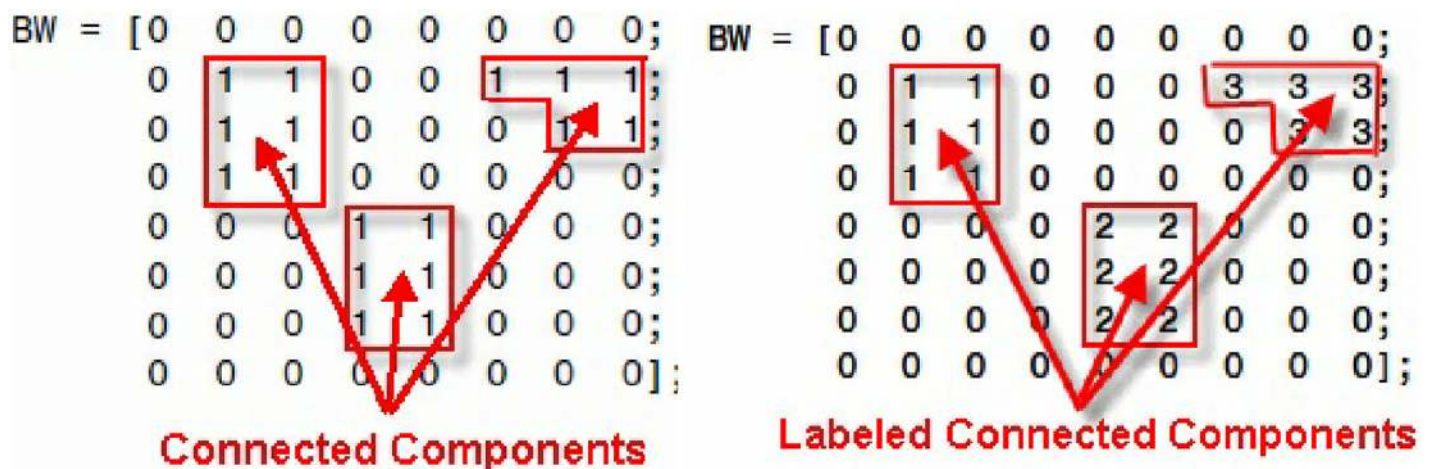 BW = [0 0 0 0 0 0 0 0;
0 1 1 0 0 1 1 1;
0 1 1 0 0 0 1 1;
0 1 1 0 0 0 0 0;
0 0 0 1 1 0 0 0;
0 0 0 1 1 0 0 0;
0 0 0 1 1 0 0 0;
0 0 0 0 0 0 0 0];
Connected Components
BW = [0 0 0 0 0 0 0 0 0;
0 1 1 0 0 0 3 3 3;
0 1 1 0 0 0 0 3 3;
0 1 1 0 0 0 0 0 0;
0 0 0 0 2 2 0 0 0;
0 0 0 0 2 2 0 0 0;
0 0 0 0 2 2 0 0 0;
0 0 0 0 0 0 0 0 0];
Labeled Connected Components